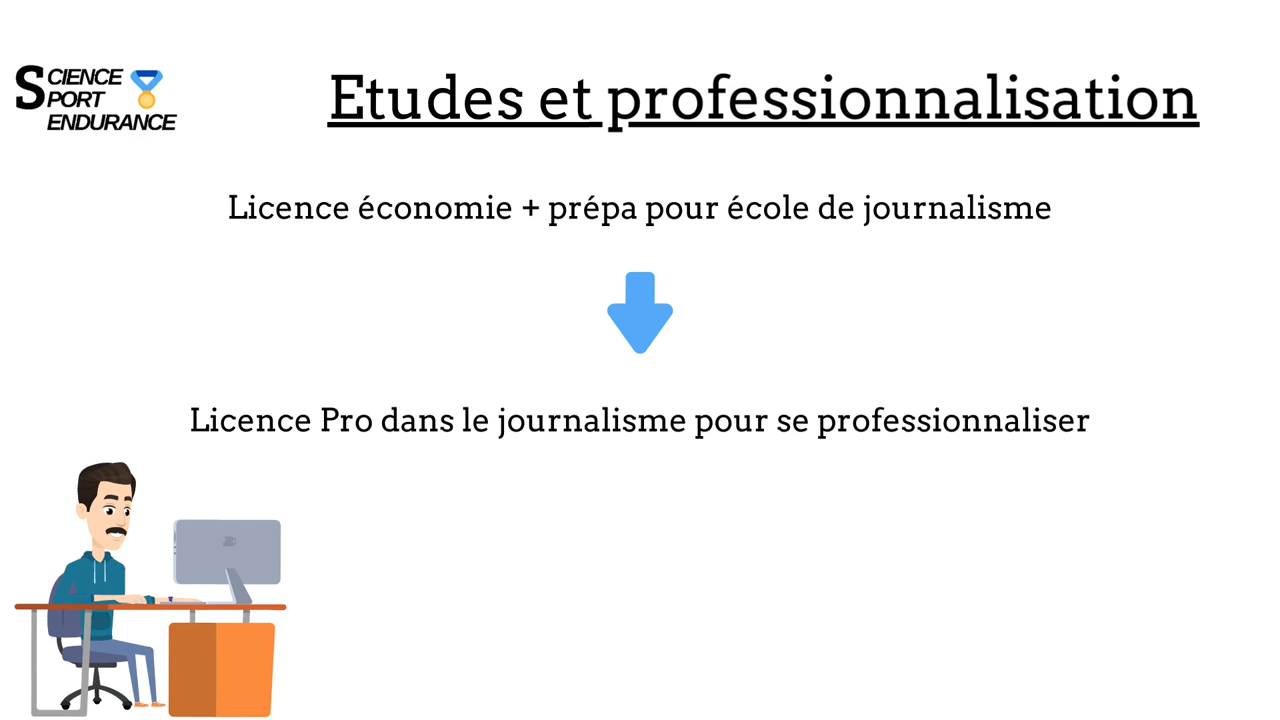 SCIENCE
SPORT
ENDURANCE
Etudes et professionnalisation
Licence économie + prépa pour école de journalisme
Licence Pro dans le journalisme pour se professionnaliser